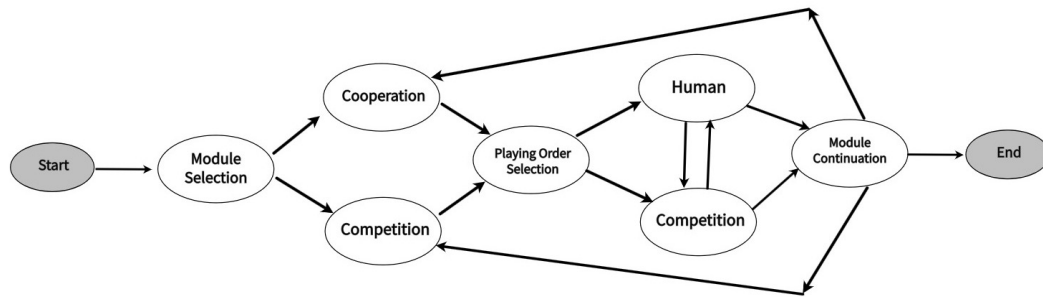 Start
Module
Selection
Cooperation
Competition
Playing Order
Selection
Human
Competition
Module
Continuation
End